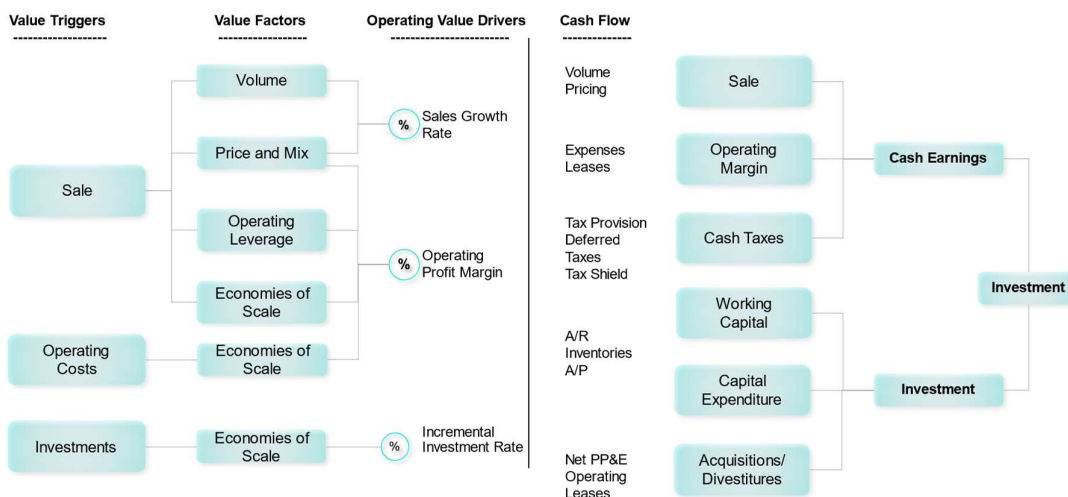 Value Triggers
Value Factors
Operating Value Drivers
Cash Flow
Volume
Price and Mix
Sale
Operating
Leverage
Economies of
Scale
Operating
Costs
Economies of
Scale
Investments
Economies of
Scale
%
Sales Growth
Rate
%
Operating
Profit Margin
%
Incremental
Investment Rate
Volume
Pricing
Sale
Expenses
Leases
Operating
Margin
Tax Provision
Deferred
Taxes
Tax Shield
Cash Taxes
Cash Earnings
A/R
Inventories
A/P
Working
Capital
Capital
Expenditure
Net PP&E
Operating
Leases
Acquisitions/
Divestitures
Investment
Investment